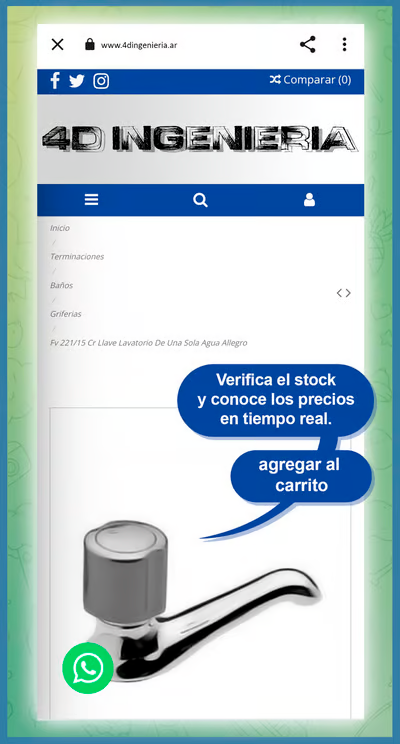 www.4dingenieria.ar
Comparar (0)
4D INGENIERIA
Inicio
/
Terminaciones
/
Baños
/
Griferias
/
Fv 221/15 Cr Llave Lavatorio De Una Sola Agua Allegro
Verifica el stock
y conoce los precios
en tiempo real.
agregar al
carrito